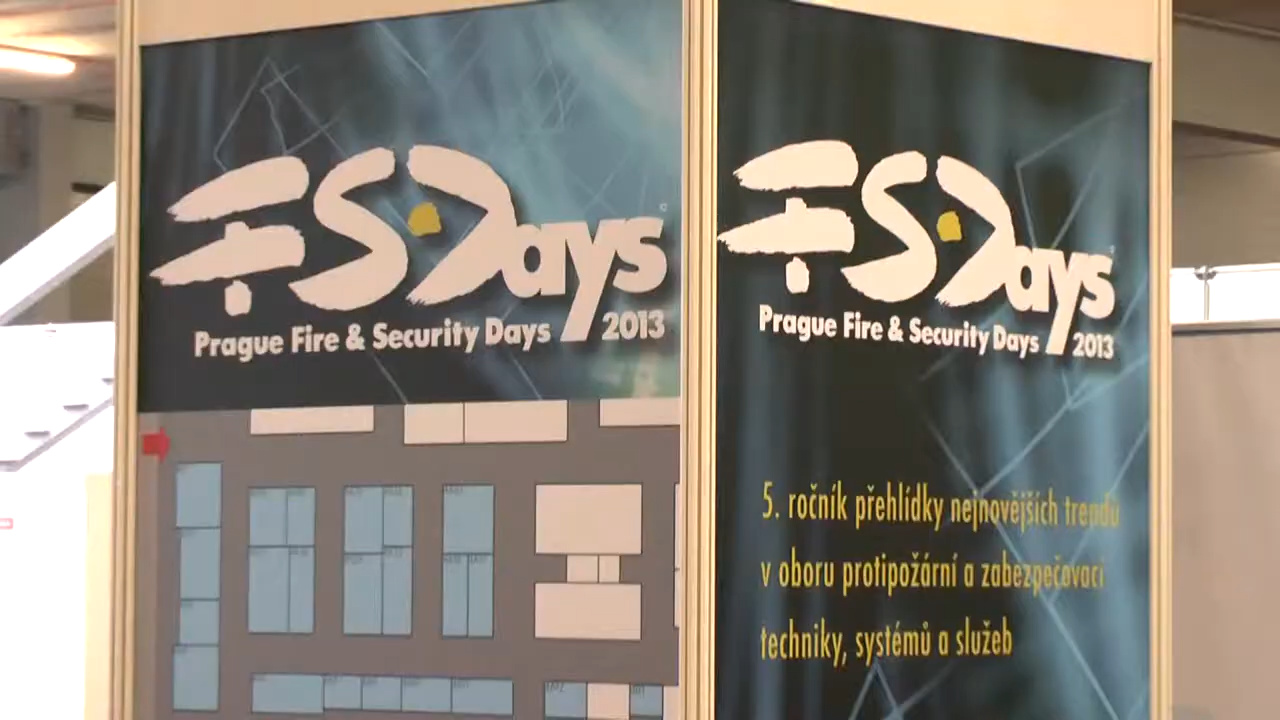 FSDays
Prague Fire & Security Days 2013
FSDays
Prague Fire & Security Days 2013
5. ročník přehlídky nejnovějších trendů
v oboru protipožární a zabezpečovací
techniky, systémů a služeb